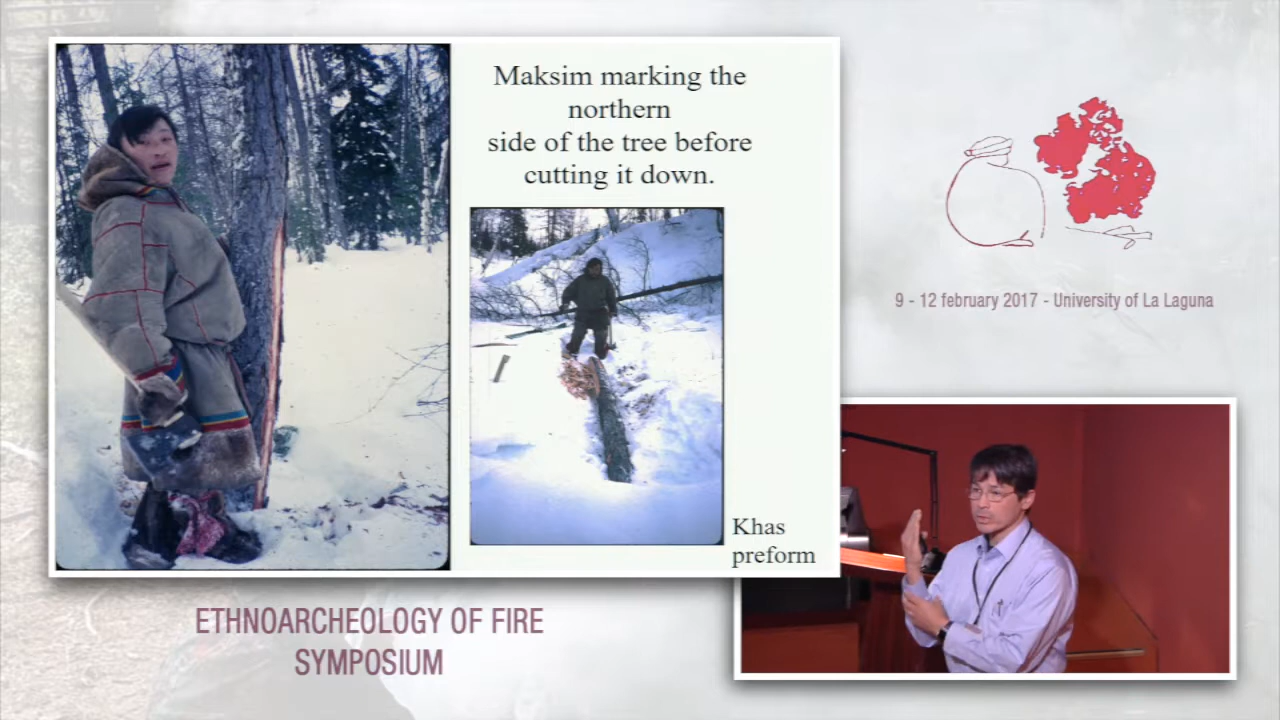 Maksim marking the
northern
side of the tree before
cutting it down.
Khas
preform
9 - 12 february 2017 - University of La Laguna
ETHNOARCHEOLOGY OF FIRE
SYMPOSIUM